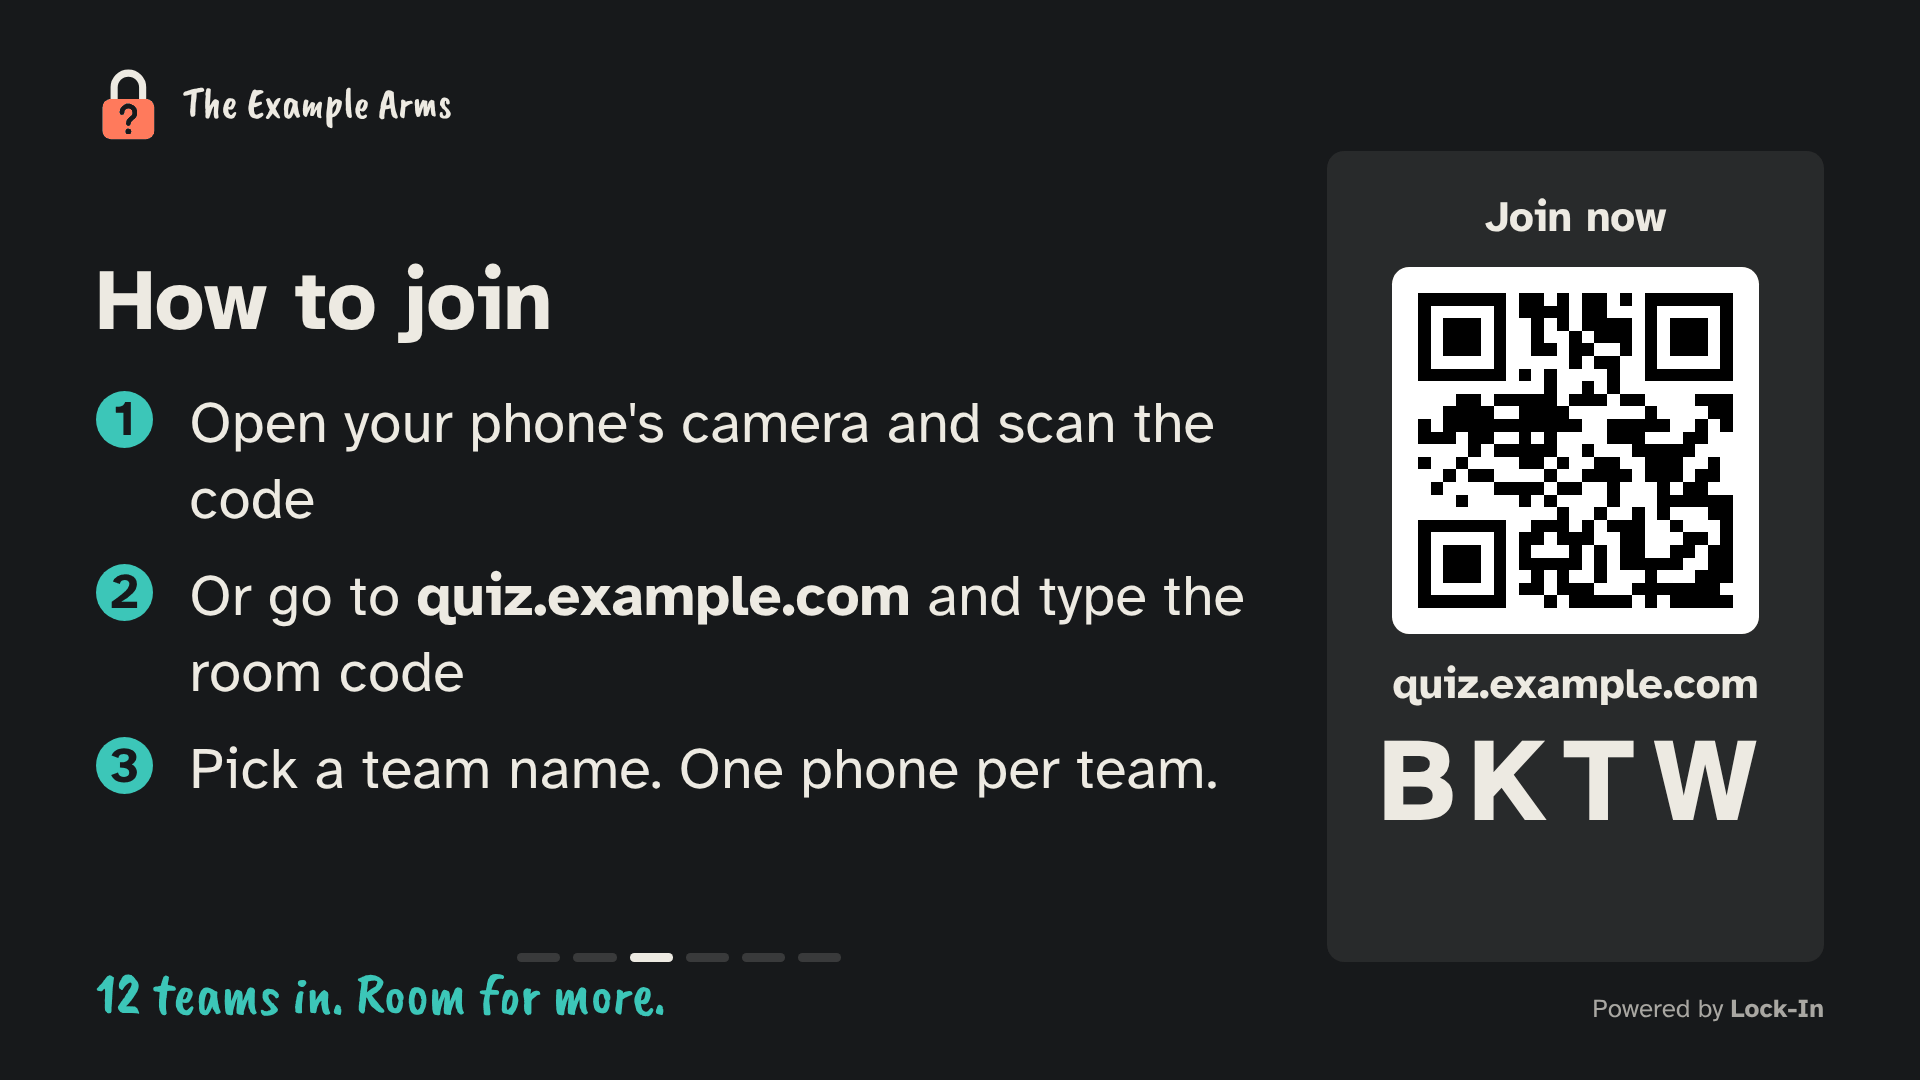 ?
The Example Arms
How to join
1 Open your phone's camera and scan the
code
2 Or go to quiz.example.com and type the
room code
3 Pick a team name. One phone per team.
12 teams in. Room for more.
Join now
quiz.example.com
BKTW
Powered by Lock-In